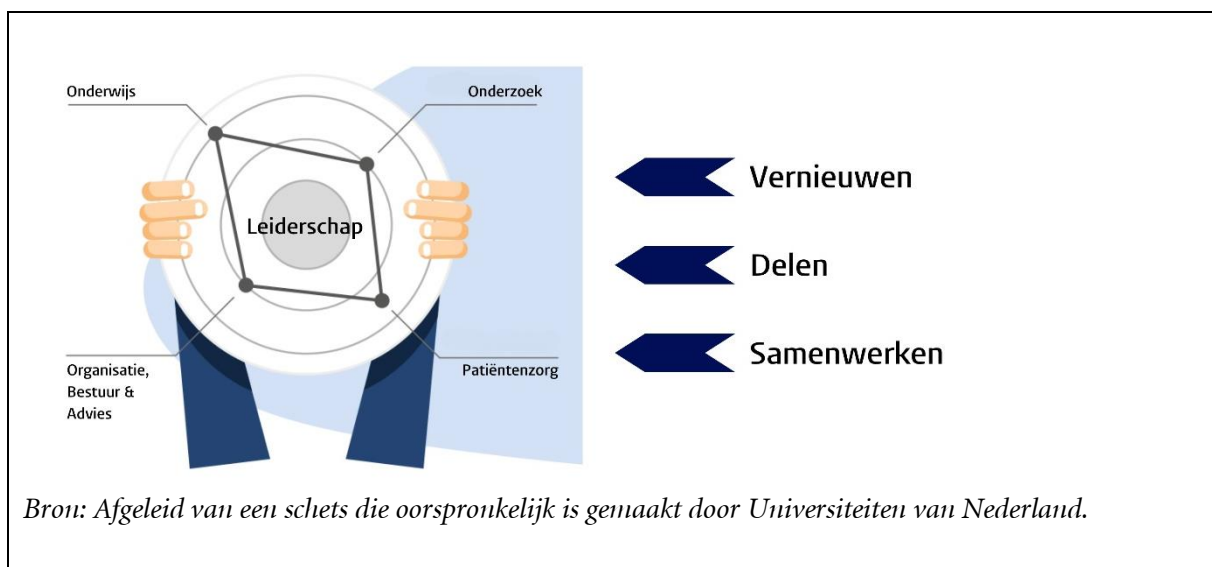 Onderwijs
Onderzoek
Leiderschap
Organisatie,
Bestuur &
Advies
Patiëntenzorg
Vernieuwen
Delen
Samenwerken
Bron: Afgeleid van een schets die oorspronkelijk is gemaakt door Universiteiten van Nederland.